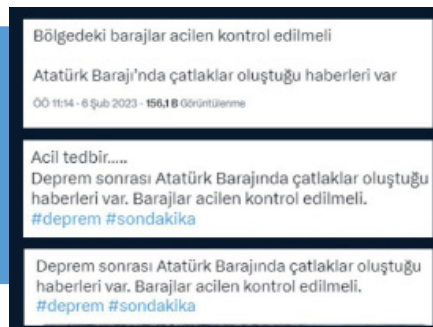 Bölgedeki barajlar acilen kontrol edilmeli
Atatürk Barajı'nda çatlaklar oluştuğu haberleri var
ÖÖ 11:14 · 6 Şub 2023 · 156,1 B Görüntülenme
Acil tedbir.....
Deprem sonrası Atatürk Barajında çatlaklar oluştuğu
haberleri var. Barajlar acilen kontrol edilmeli.
#deprem #sondakika
Deprem sonrası Atatürk Barajında çatlaklar oluştuğu
haberleri var. Barajlar acilen kontrol edilmeli.
#deprem #sondakika